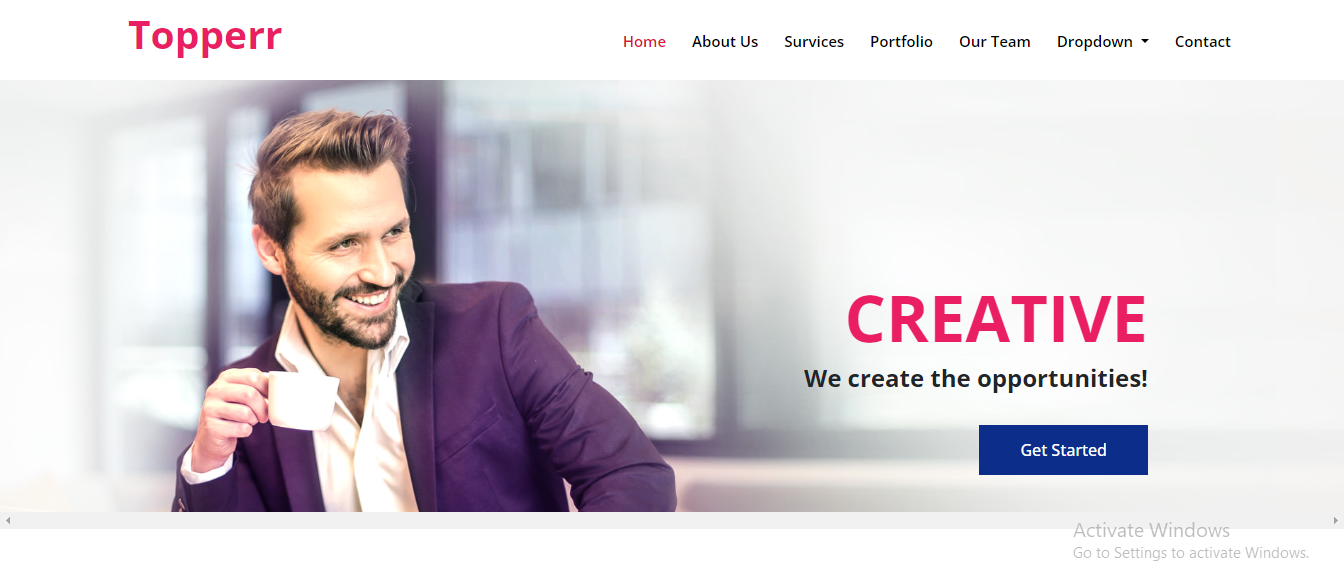 Topperr
Home About Us Survices Portfolio Our Team Dropdown Contact
CREATIVE
We create the opportunities!
Get Started
Activate Windows
Go to Settings to activate Windows.